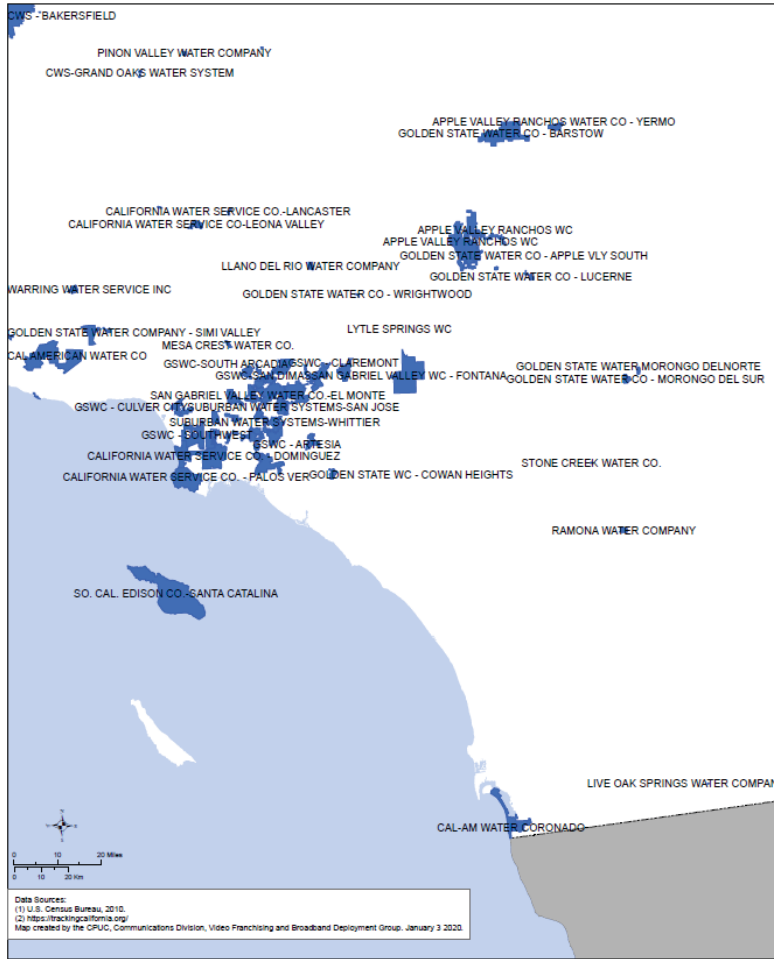 CWS - BAKERSFIELD
PINON VALLEY WATER COMPANY
CWS-GRAND OAKS WATER SYSTEM
APPLE VALLEY RANCHOS WATER CO - YERMO
GOLDEN STATE WATER CO - BARSTOW
CALIFORNIA WATER SERVICE CO.-LANCASTER
CALIFORNIA WATER SERVICE CO-LEONA VALLEY
APPLE VALLEY RANCHOS WC
APPLE VALLEY RANCHOS WC
GOLDEN STATE WATER CO - APPLE VLY SOUTH
LLANO DEL RIO WATER COMPANY
GOLDEN STATE WATER CO - LUCERNE
WARRING WATER SERVICE INC
GOLDEN STATE WATER CO - WRIGHTWOOD
GOLDEN STATE WATER COMPANY - SIMI VALLEY
LYTLE SPRINGS WC
MESA CREST WATER CO.
CAL AMERICAN WATER CO
GSWC-SOUTH ARCADIA
GSWC - CLAREMONT
GOLDEN STATE WATER MORONGO DELNORTE
GSWC-SAN DIMAS
SAN GABRIEL VALLEY WC - FONTANA
GOLDEN STATE WATER CO - MORONGO DEL SUR
SAN GABRIEL VALLEY WATER CO.-EL MONTE
GSWC - CULVER CITY
SUBURBAN WATER SYSTEMS-SAN JOSE
SUBURBAN WATER SYSTEMS-WHITTIER
GSWC - SOUTHWEST
GSWC - ARTESIA
CALIFORNIA WATER SERVICE CO. - DOMINGUEZ
STONE CREEK WATER CO.
CALIFORNIA WATER SERVICE CO. - PALOS VER
GOLDEN STATE WC - COWAN HEIGHTS
RAMONA WATER COMPANY
SO. CAL. EDISON CO.-SANTA CATALINA
LIVE OAK SPRINGS WATER COMPAN
CAL-AM WATER CORONADO
0 10 20 Miles
0 10 20 Km
Data Sources:
(1) U.S. Census Bureau, 2010.
(2) https://trackingcalifornia.org/
Map created by the CPUC, Communications Division, Video Franchising and Broadband Deployment Group. January 3 2020.